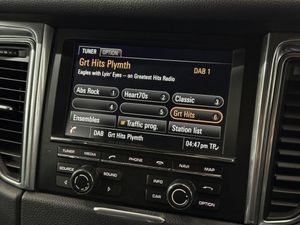 TUNER OPTION
Grt Hits Plymth DAB 1
Eagles with Lyin' Eyes -- on Greatest Hits Radio
Abs Rock 1 Heart70s 2 Classic 3
4 5 Grt Hits 6
Ensembles Traffic prog. Station list
DAB Grt Hits Plymth 04:47pm TP
TUNER MEDIA PHONE NAVI MAP
SOURCE INFO
CAR OPTION